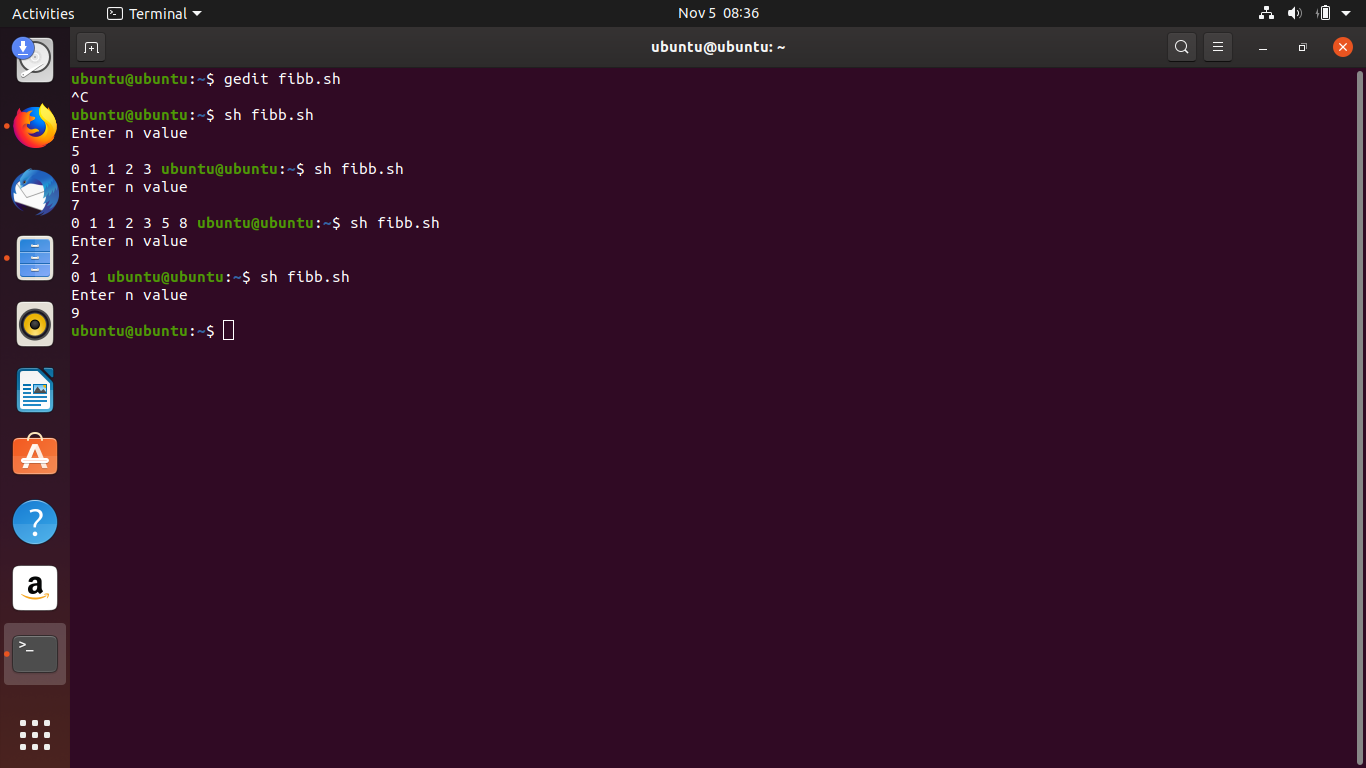 Activities Terminal Nov 5 08:36
ubuntu@ubuntu: ~
ubuntu@ubuntu:~$ gedit fibb.sh
^C
ubuntu@ubuntu:~$ sh fibb.sh
Enter n value
5
0 1 1 2 3 ubuntu@ubuntu:~$ sh fibb.sh
Enter n value
7
0 1 1 2 3 5 8 ubuntu@ubuntu:~$ sh fibb.sh
Enter n value
2
0 1 ubuntu@ubuntu:~$ sh fibb.sh
Enter n value
9
ubuntu@ubuntu:~$